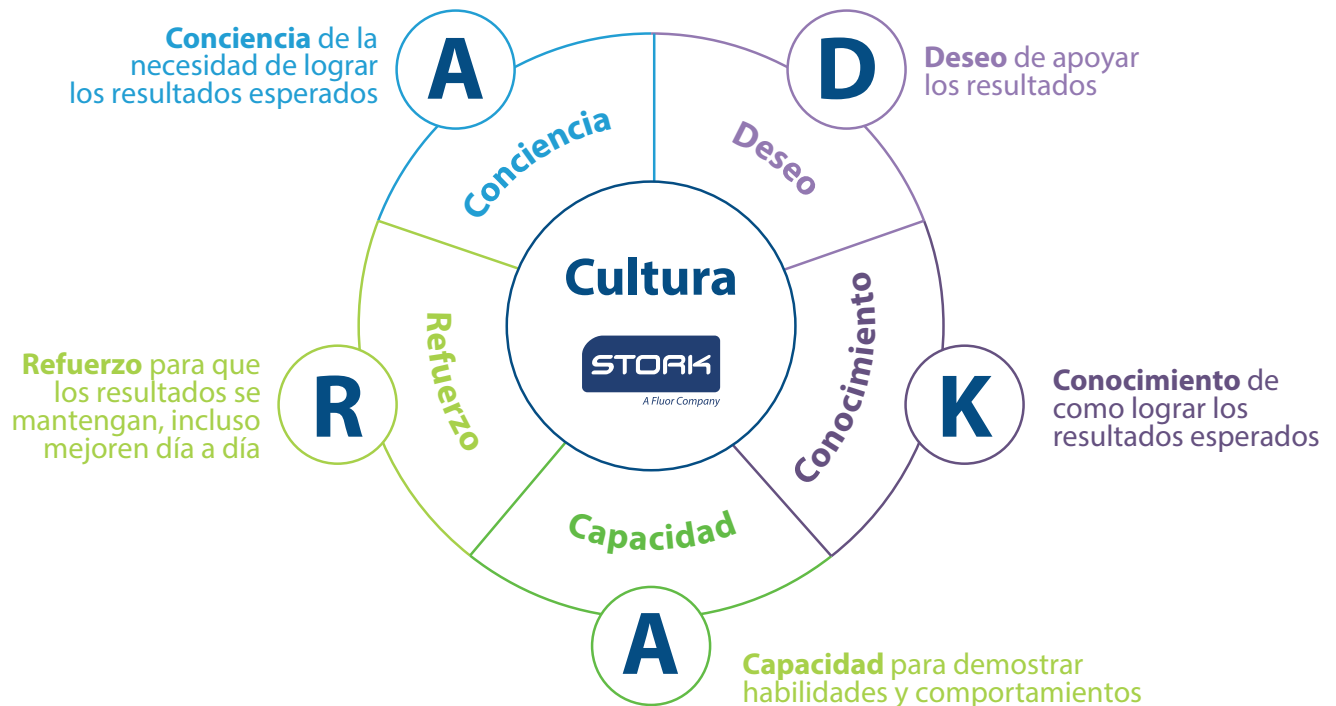 Conciencia de la
necesidad de lograr
los resultados esperados
A
D
Deseo de apoyar
los resultados
Conciencia
Deseo
Cultura
STORK
A Fluor Company
Refuerzo
Conocimiento
Refuerzo para que
los resultados se
mantengan, incluso
mejoren día a día
R
K
Conocimiento de
como lograr los
resultados esperados
Capacidad
A
Capacidad para demostrar
habilidades y comportamientos